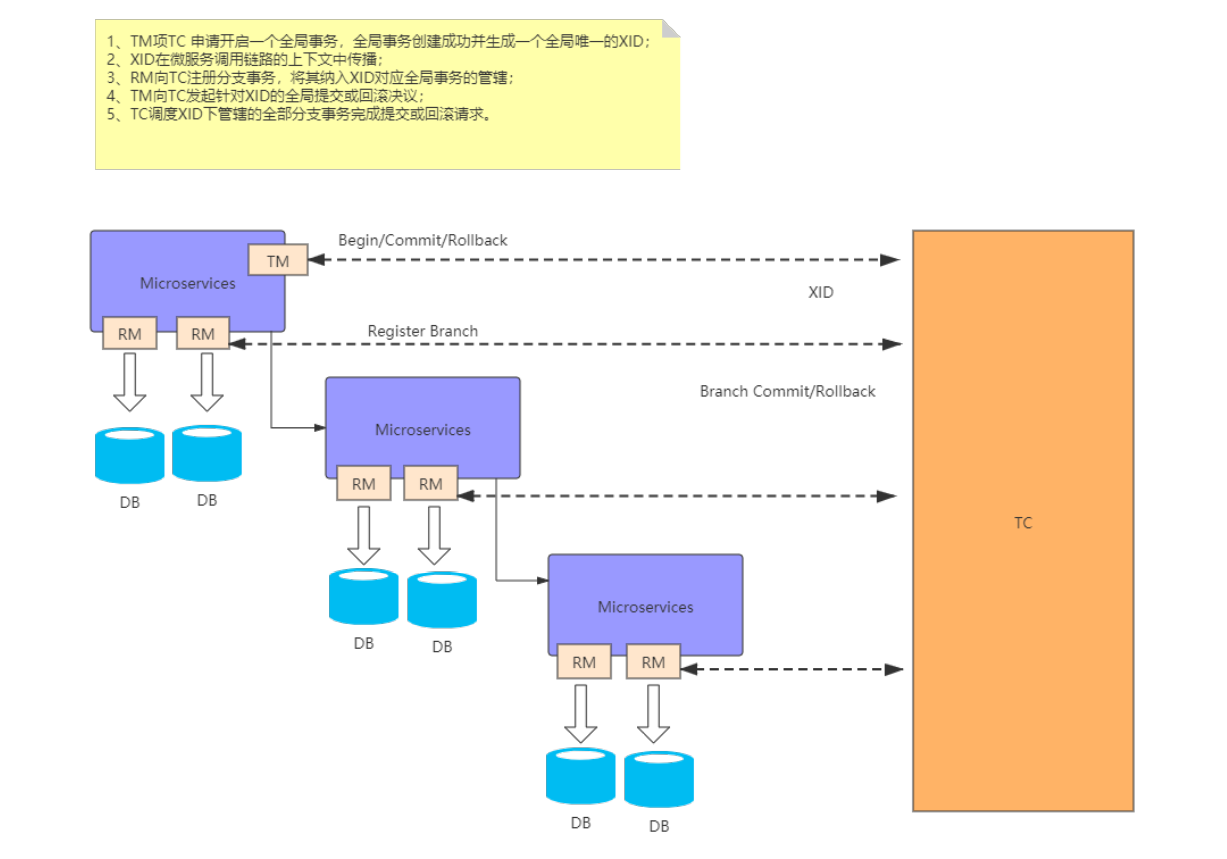 1、TM项TC 申请开启一个全局事务，全局事务创建成功并生成一个全局唯一的XID；
2、XID在微服务调用链路的上下文中传播；
3、RM向TC注册分支事务，将其纳入XID对应全局事务的管辖；
4、TM向TC发起针对XID的全局提交或回滚决议；
5、TC调度XID下管辖的全部分支事务完成提交或回滚请求。
Begin/Commit/Rollback
TM
Microservices
XID
RM
RM
Register Branch
Branch Commit/Rollback
Microservices
RM
RM
DB
DB
TC
Microservices
DB
DB
RM
RM
DB
DB